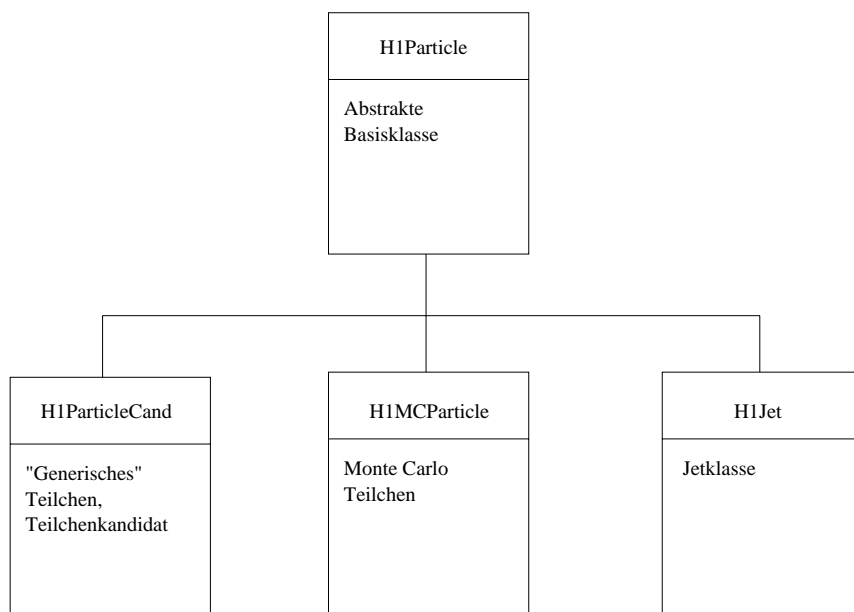 H1Particle
Abstrakte
Basisklasse
H1ParticleCand
"Generisches"
Teilchen,
Teilchenkandidat
H1MCParticle
Monte Carlo
Teilchen
H1Jet
Jetklasse